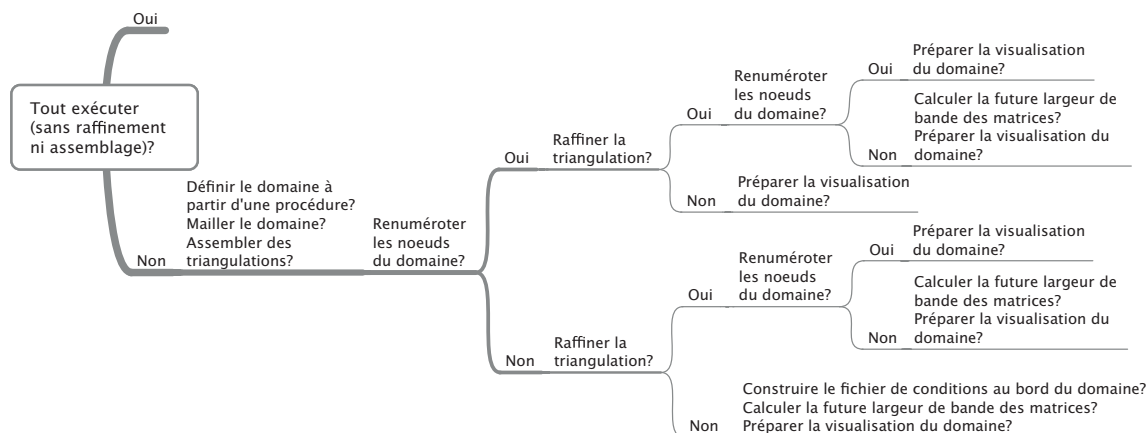 Oui
Tout exécuter
(sans raffinement
ni assemblage)?
Non
Définir le domaine à
partir d'une procédure?
Mailler le domaine?
Assembler des
triangulations?
Renuméroter
les noeuds
du domaine?
Oui
Raffiner la
triangulation?
Oui
Renuméroter
les noeuds
du domaine?
Oui
Préparer la visualisation
du domaine?
Non
Calculer la future largeur de
bande des matrices?
Préparer la visualisation du
domaine?
Non
Préparer la visualisation
du domaine?
Non
Raffiner la
triangulation?
Oui
Renuméroter
les noeuds
du domaine?
Oui
Préparer la visualisation
du domaine?
Non
Calculer la future largeur de
bande des matrices?
Préparer la visualisation du
domaine?
Non
Construire le fichier de conditions au bord du domaine?
Calculer la future largeur de bande des matrices?
Préparer la visualisation du domaine?